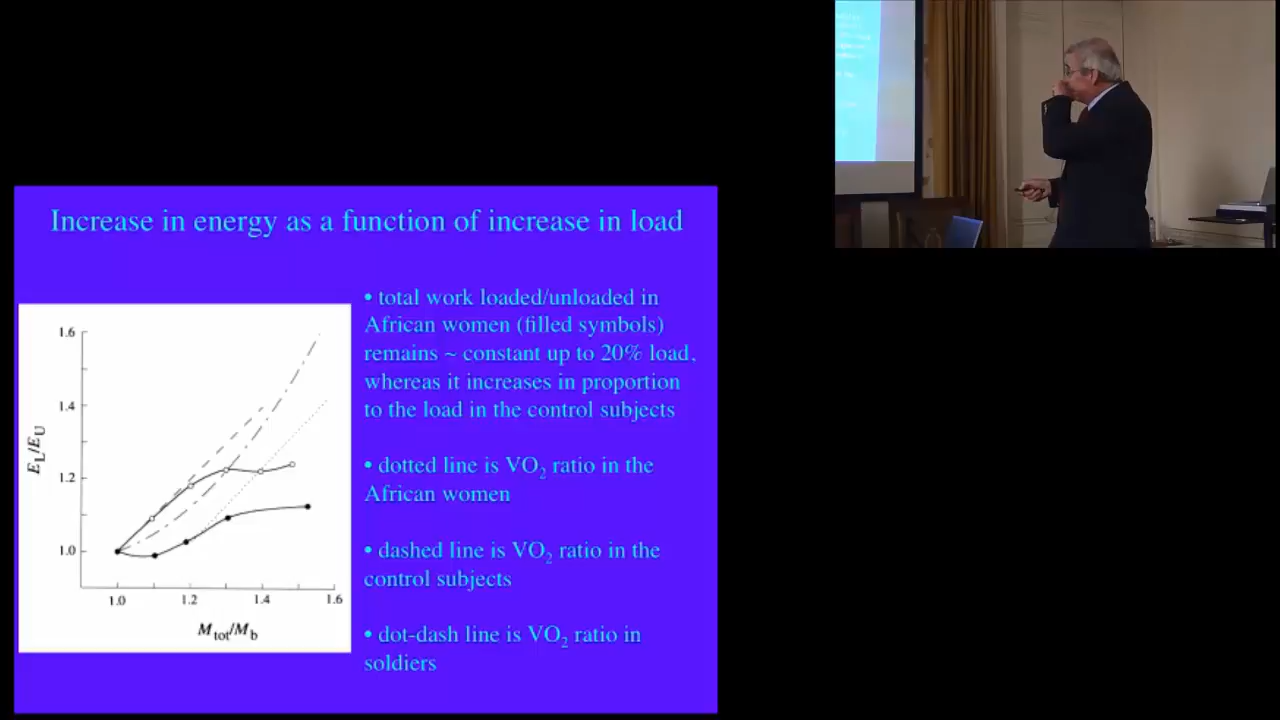 Increase in energy as a function of increase in load
• total work loaded/unloaded in
African women (filled symbols)
remains ~ constant up to 20% load,
whereas it increases in proportion
to the load in the control subjects
• dotted line is VO₂ ratio in the
African women
• dashed line is VO₂ ratio in the
control subjects
• dot-dash line is VO₂ ratio in
soldiers
1.6
1.4
1.2
1.0
E_L/E_U
1.0 1.2 1.4 1.6
M_tot/M_b